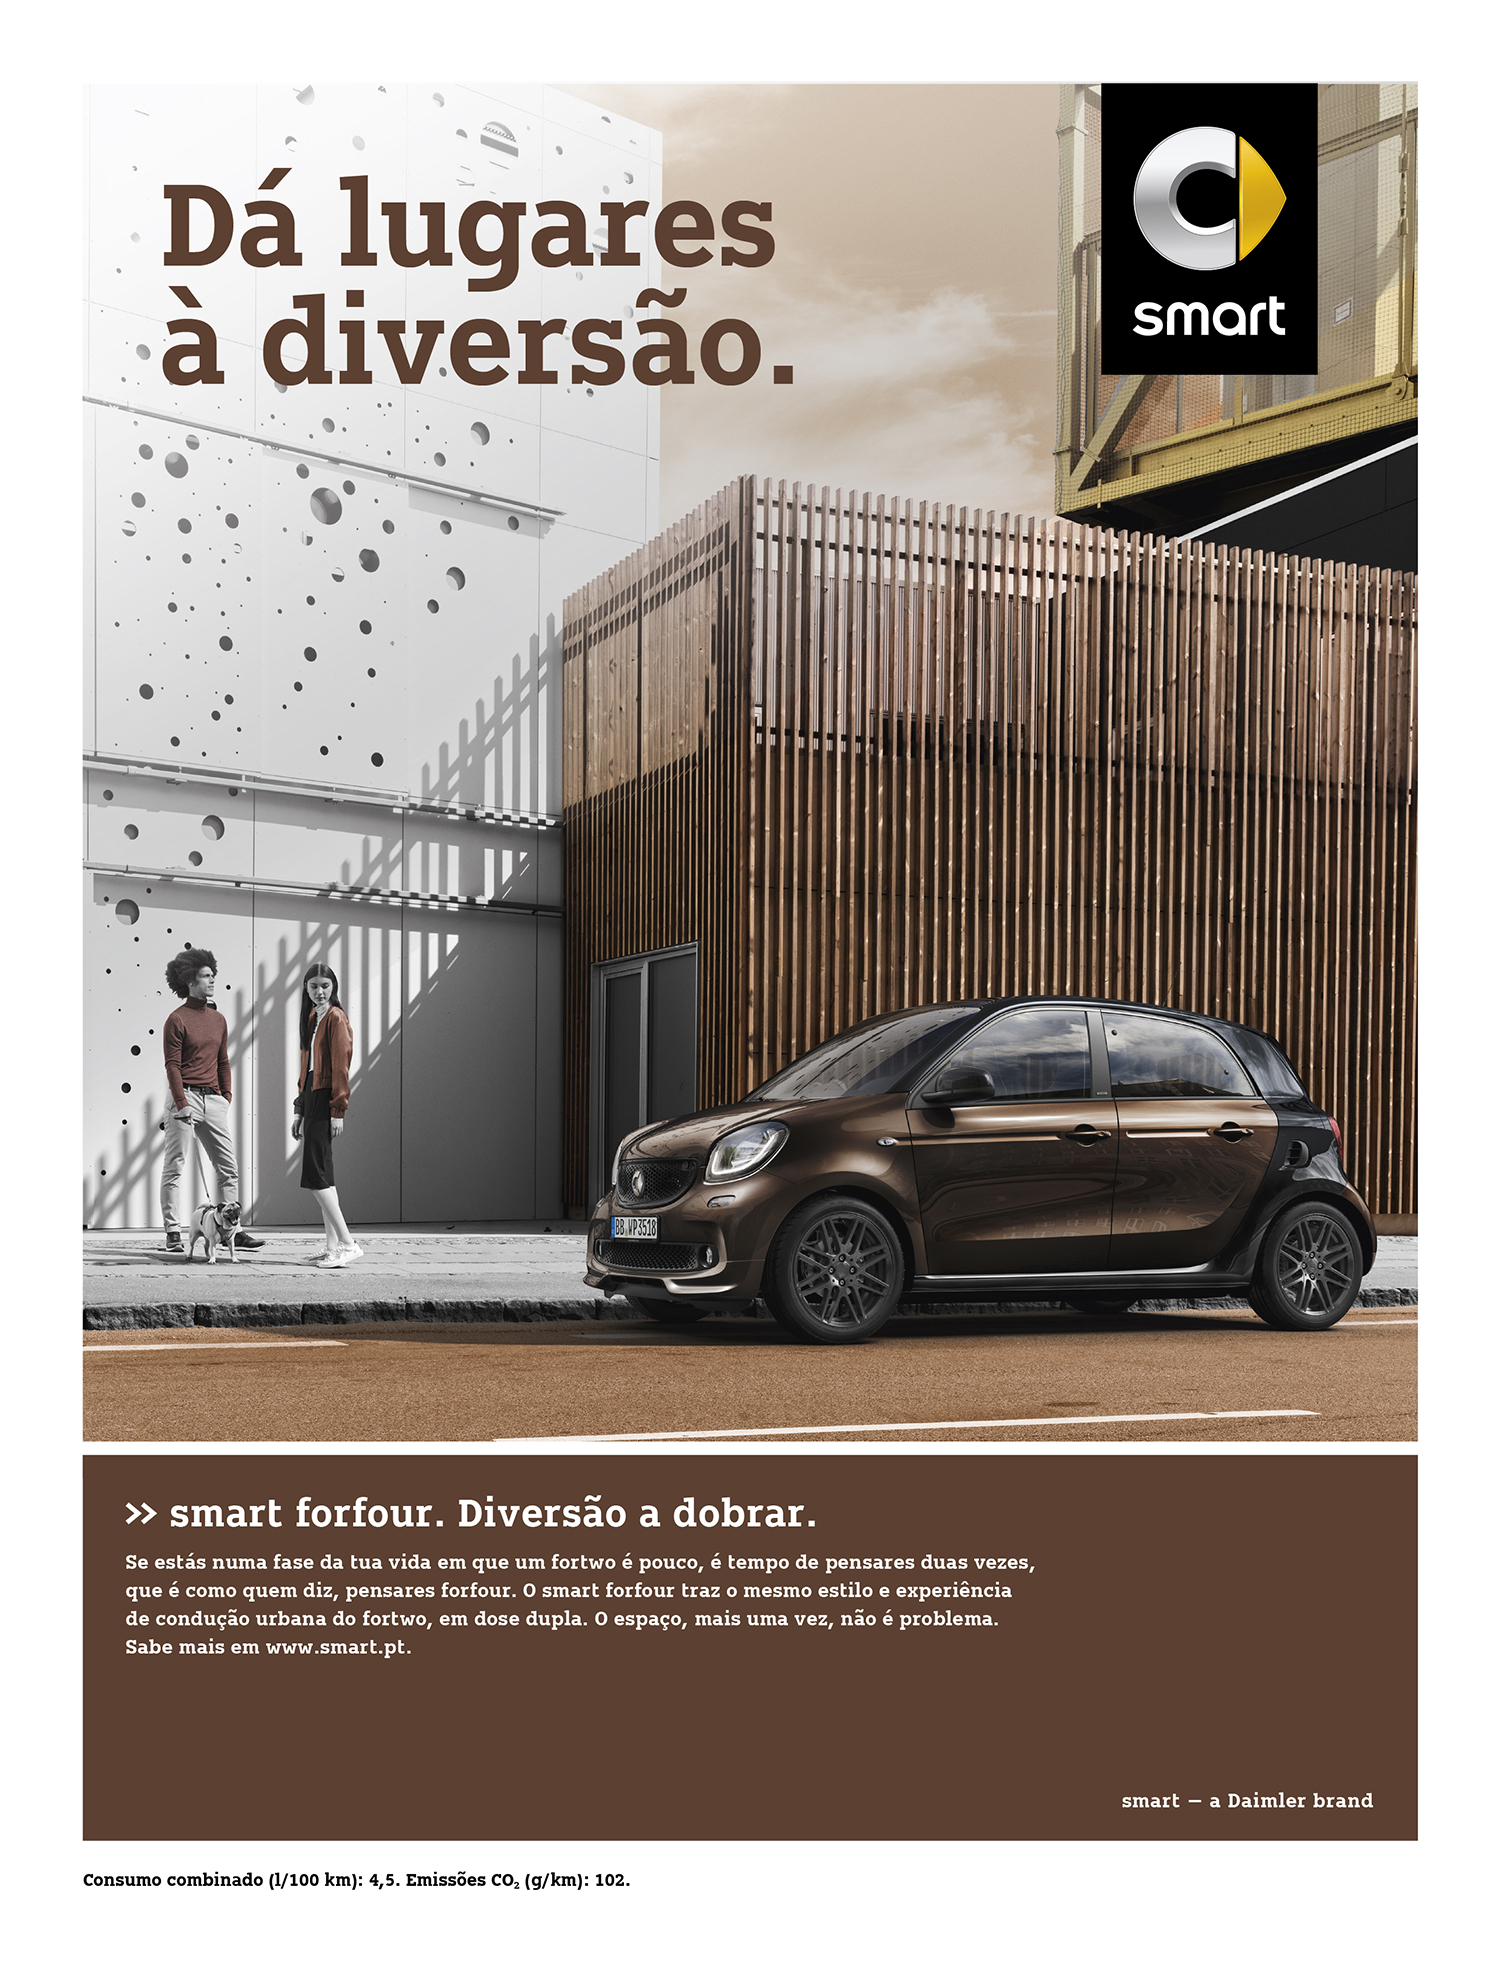 Dá lugares
à diversão.
smart
BB WP3518
>> smart forfour. Diversão a dobrar.
Se estás numa fase da tua vida em que um fortwo é pouco, é tempo de pensares duas vezes,
que é como quem diz, pensares forfour. O smart forfour traz o mesmo estilo e experiência
de condução urbana do fortwo, em dose dupla. O espaço, mais uma vez, não é problema.
Sabe mais em www.smart.pt.
smart – a Daimler brand
Consumo combinado (l/100 km): 4,5. Emissões CO₂ (g/km): 102.